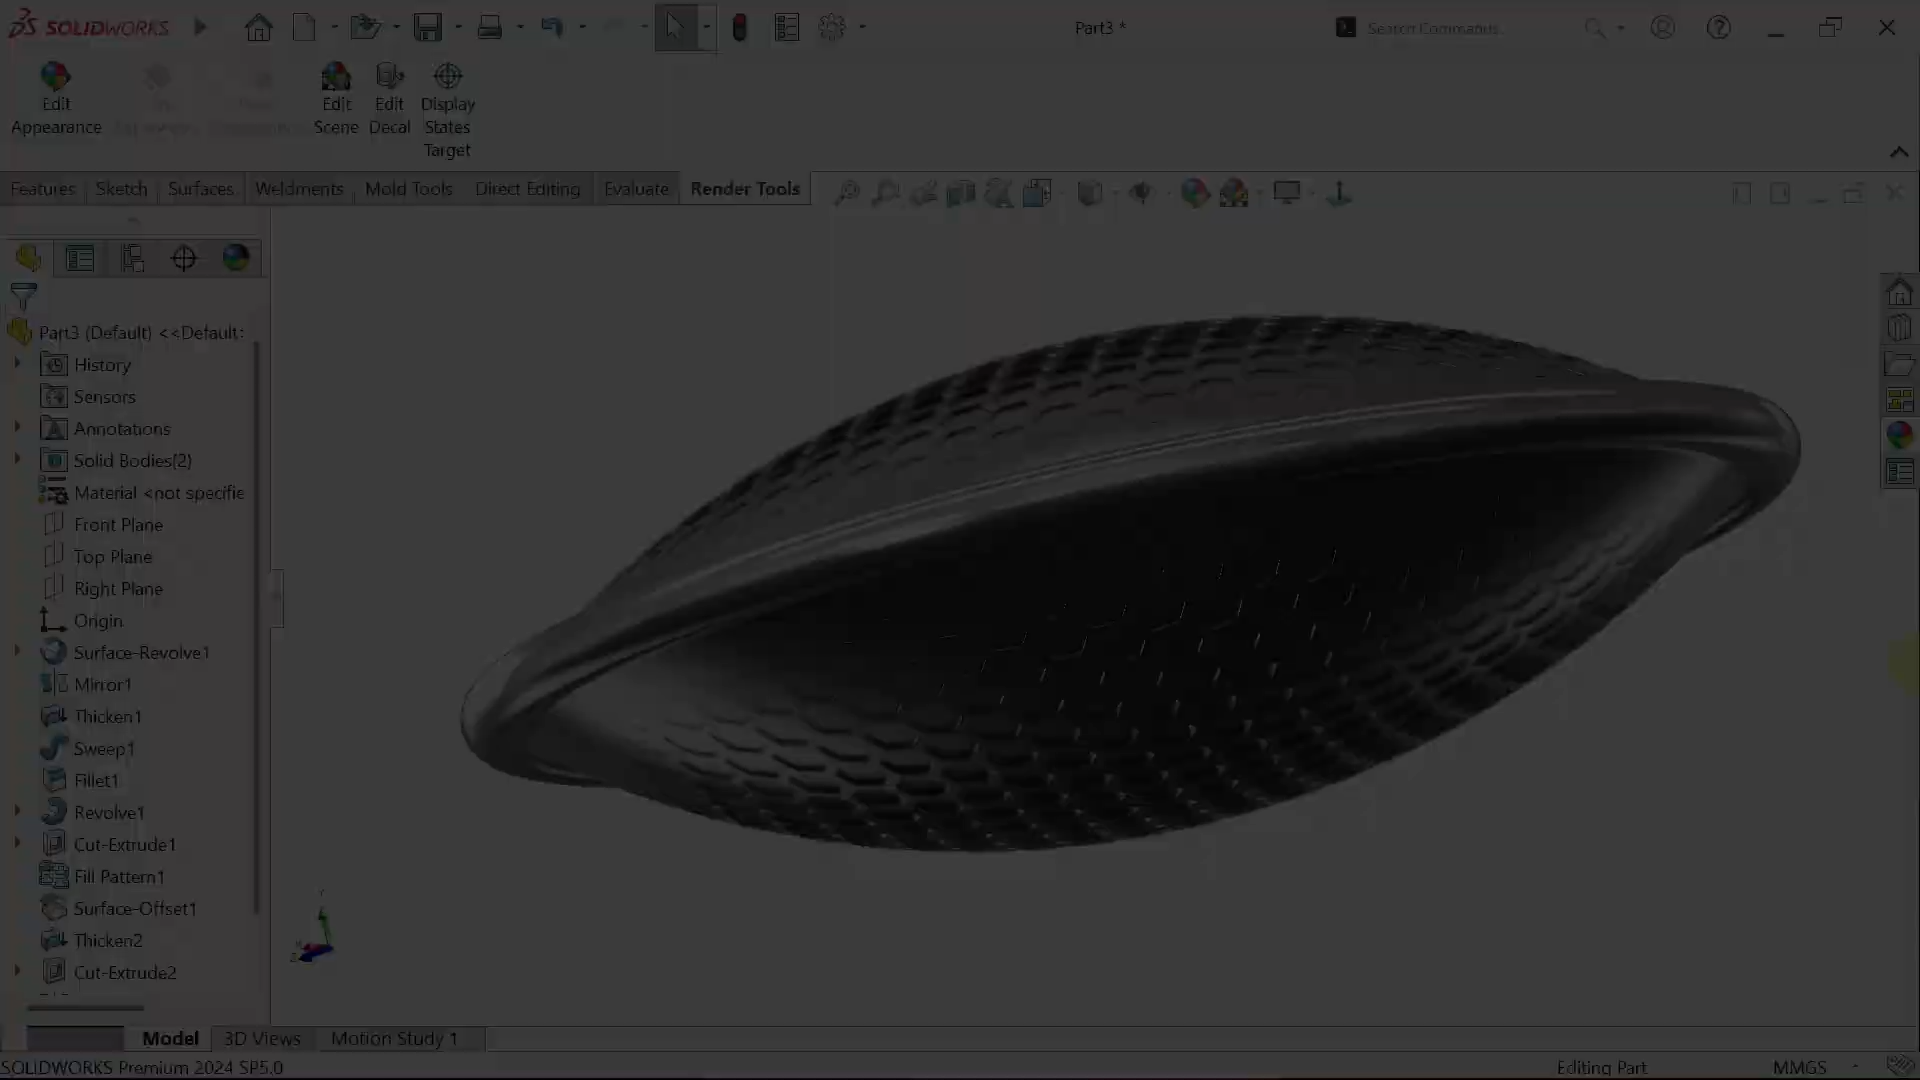 SOLIDWORKS
Part3 *
Search Commands
Edit
Appearance
Edit
Scene
Edit
Decal
Display
States
Target
Features
Sketch
Surfaces
Weldments
Mold Tools
Direct Editing
Evaluate
Render Tools
Part3 (Default) <<Default:
History
Sensors
Annotations
Solid Bodies(2)
Material <not specifie
Front Plane
Top Plane
Right Plane
Origin
Surface-Revolve1
Mirror1
Thicken1
Sweep1
Fillet1
Revolve1
Cut-Extrude1
Fill Pattern1
Surface-Offset1
Thicken2
Cut-Extrude2
Model
3D Views
Motion Study 1
SOLIDWORKS Premium 2024 SP5.0
Editing Part
MMGS